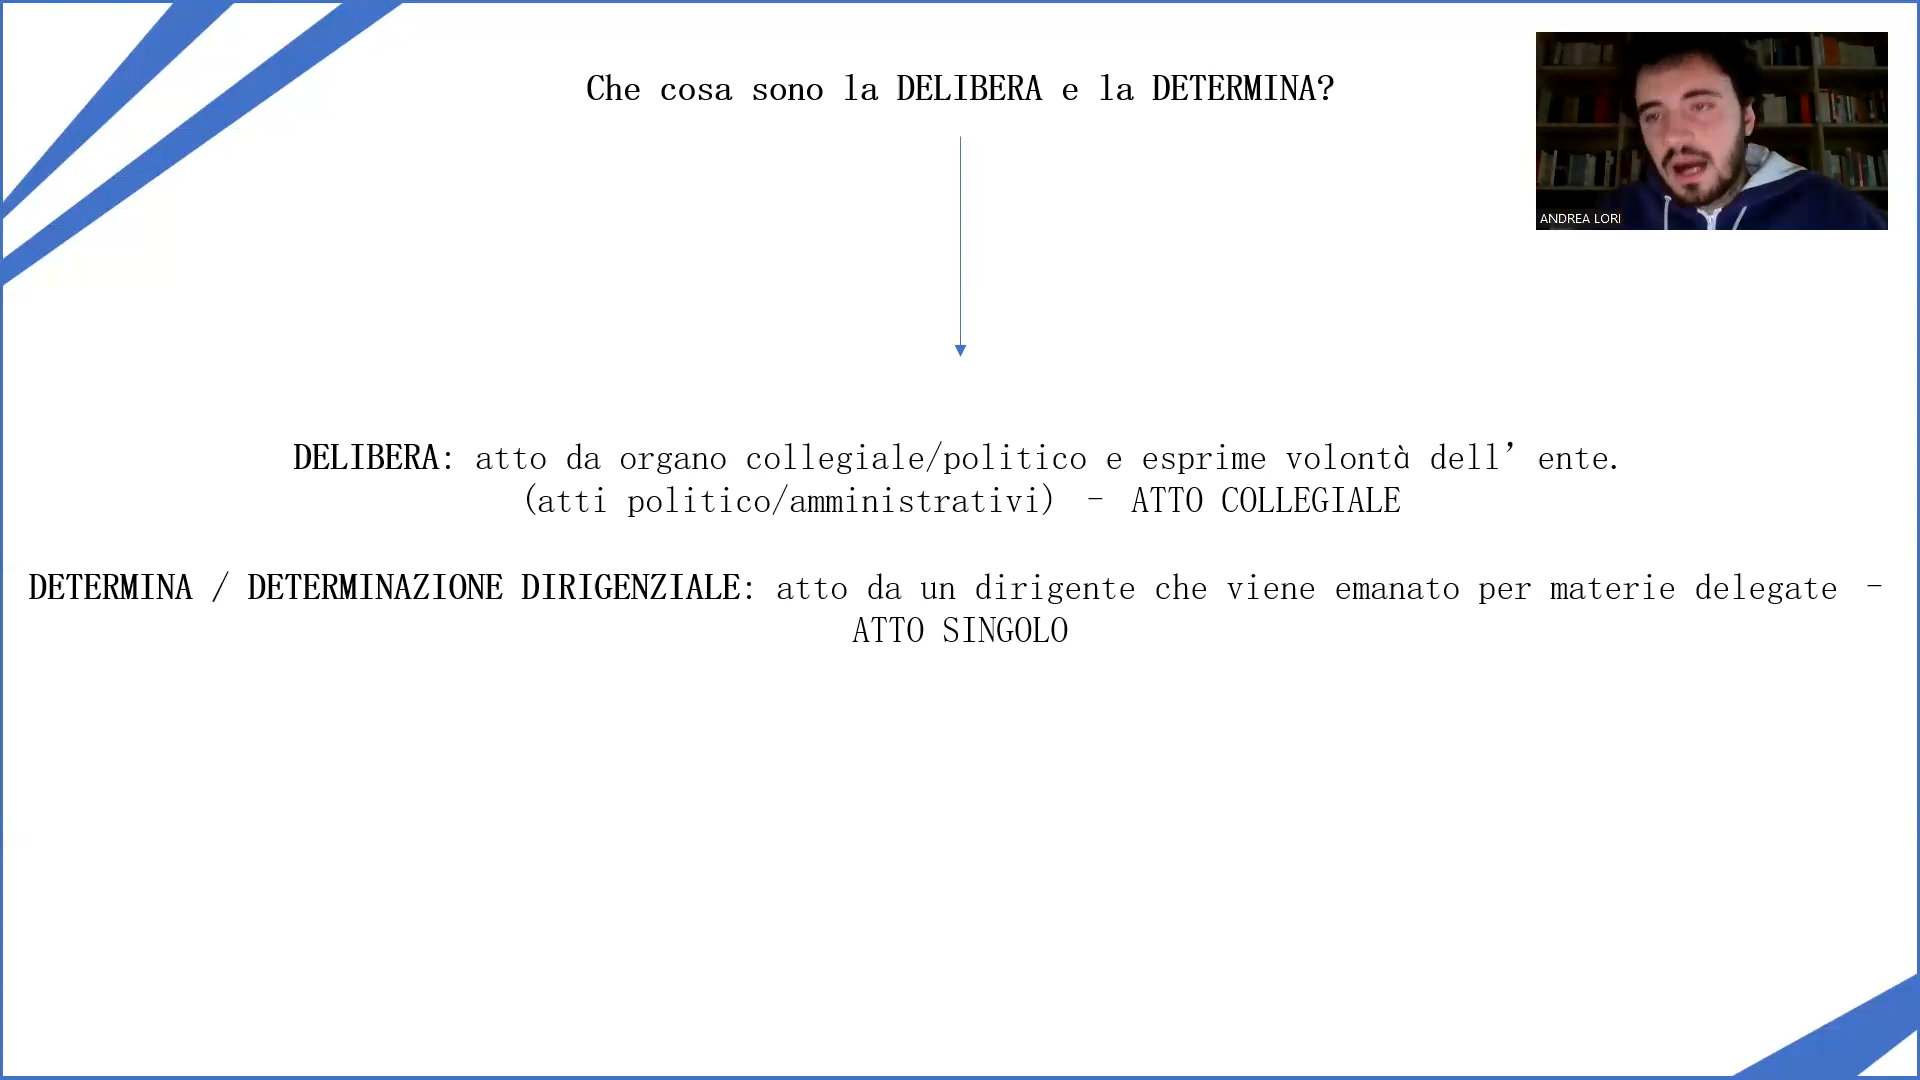 Che cosa sono la DELIBERA e la DETERMINA?
ANDREA LORI
DELIBERA: atto da organo collegiale/politico e esprime volontà dell’ente.
(atti politico/amministrativi) – ATTO COLLEGIALE
DETERMINA / DETERMINAZIONE DIRIGENZIALE: atto da un dirigente che viene emanato per materie delegate –
ATTO SINGOLO